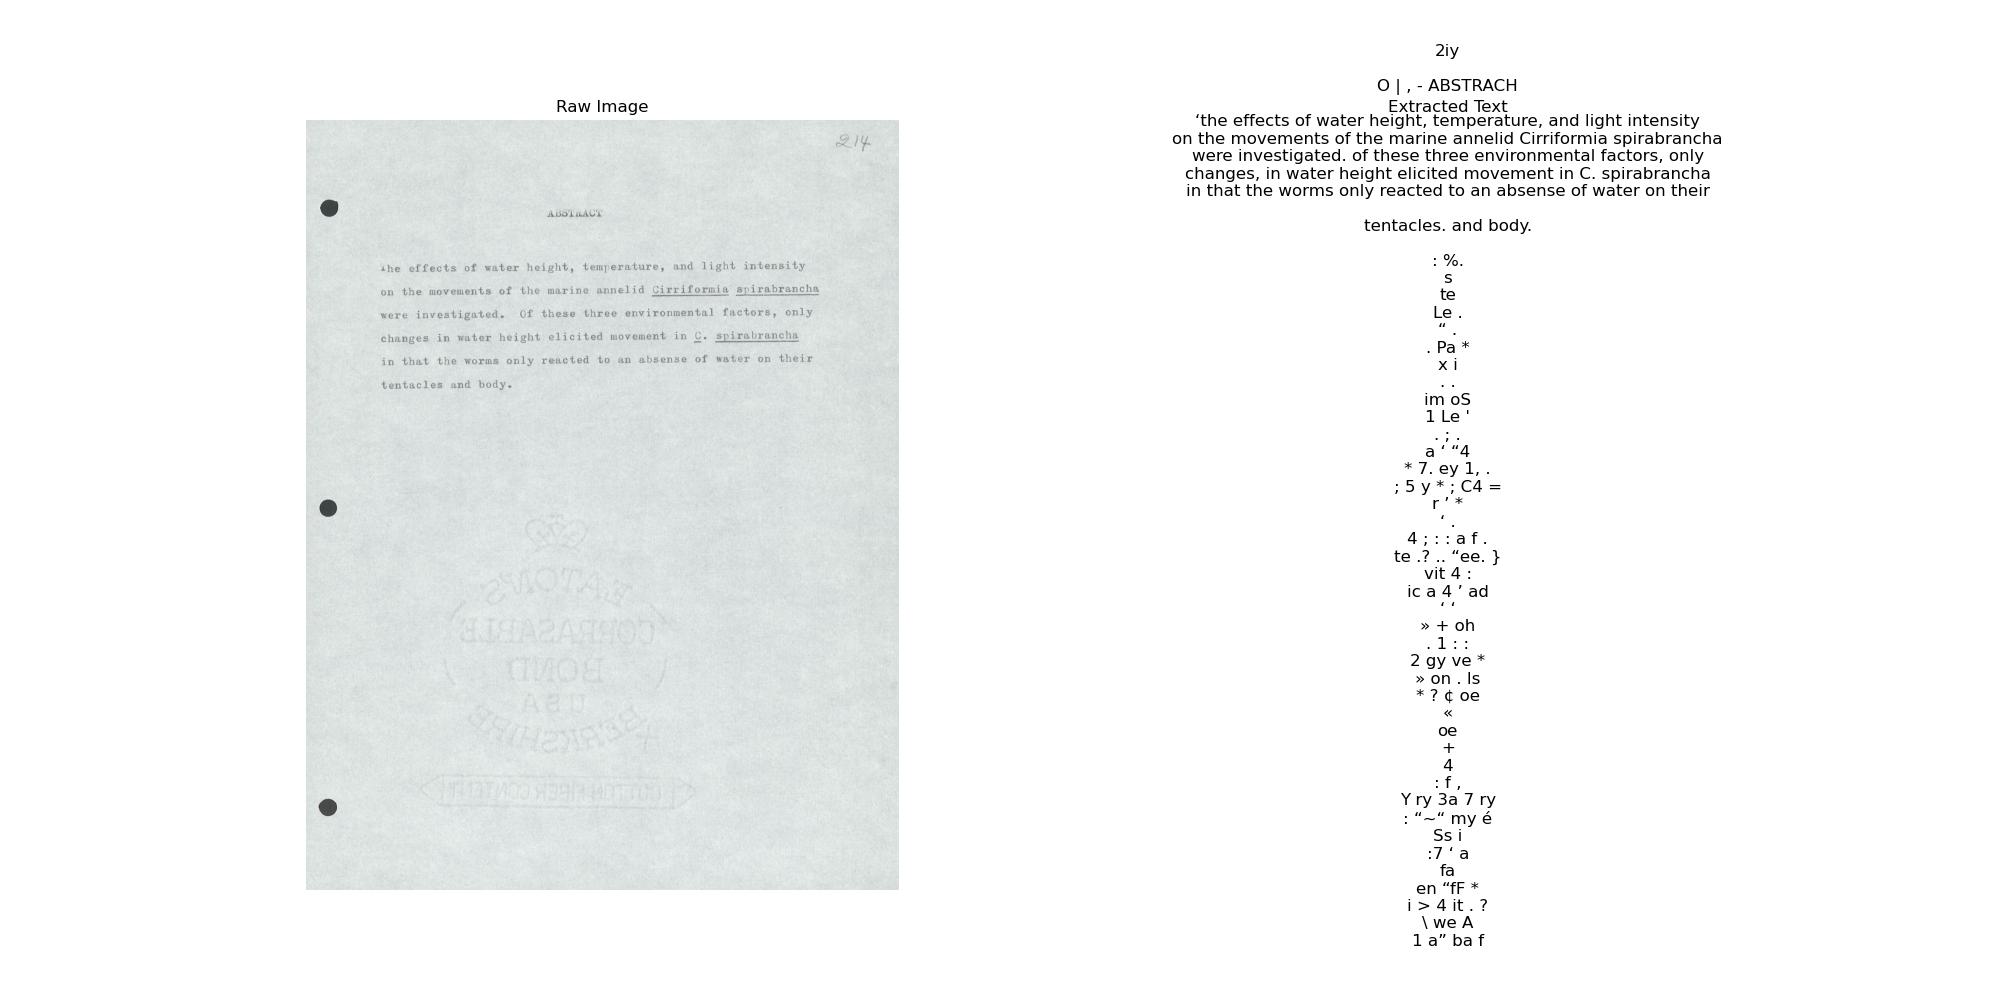 Raw Image
214
ABSTRACT
The effects of water height, temperature, and light intensity
on the movements of the marine annelid Cirriformia spirabrancha
were investigated.  Of these three environmental factors, only
changes in water height elicited movement in C. spirabrancha
in that the worms only reacted to an absense of water on their
tentacles and body.
EATON'S
CORRASABLE
BOND
USA
BERKSHIRE
COTTON FIBER CONTENT
2iy
O | , - ABSTRACH
Extracted Text
‘the effects of water height, temperature, and light intensity
on the movements of the marine annelid Cirriformia spirabrancha
were investigated. of these three environmental factors, only
changes, in water height elicited movement in C. spirabrancha
in that the worms only reacted to an absense of water on their
tentacles. and body.
: %.
s
te
Le .
“ .
. Pa *
x i
. .
im oS
1 Le '
. ; .
a ‘ “4
* 7. ey 1, .
; 5 y * ; C4 =
r ’ *
‘ .
4 ; : : a f .
te .? .. “ee. }
vit 4 :
ic a 4 ’ ad
‘ ‘
» + oh
. 1 : :
2 gy ve *
» on . ls
* ? ¢ oe
«
oe
+
4
: f ,
Y ry 3a 7 ry
: “~“ my é
Ss i
:7 ‘ a
fa
en “fF *
i > 4 it . ?
\ we A
1 a” ba f